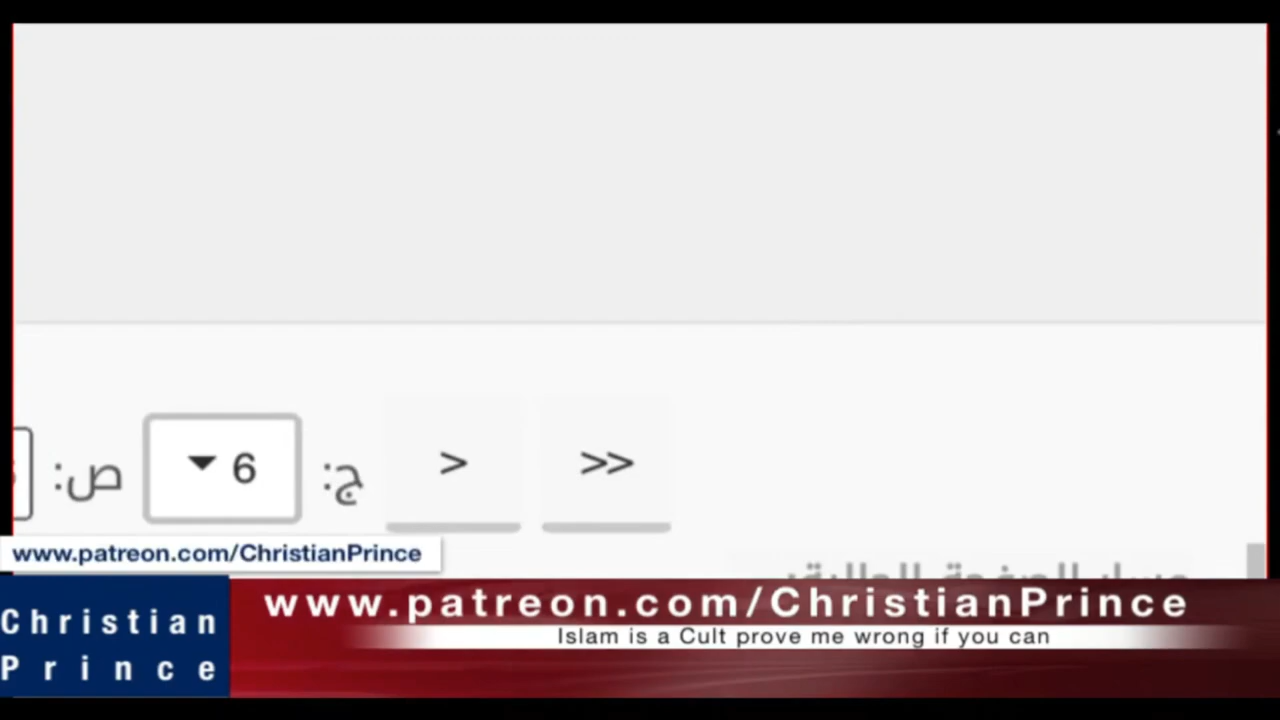 >> > ج: 6 ص:
www.patreon.com/ChristianPrince
Christian
Prince
www.patreon.com/ChristianPrince
Islam is a Cult prove me wrong if you can